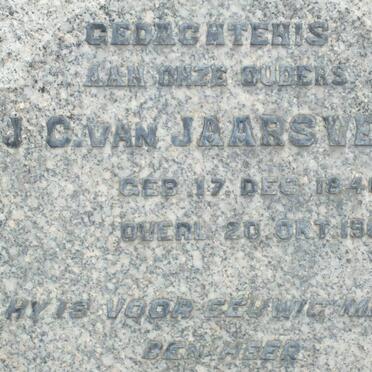 GEDACHTENIS
AAN ONZE OUDERS
J C. VAN JAARSVE
GEB 17. DEC 184
OVERL 20. OKT 19
HY IS VOOR EEUWIG
DEN HEER